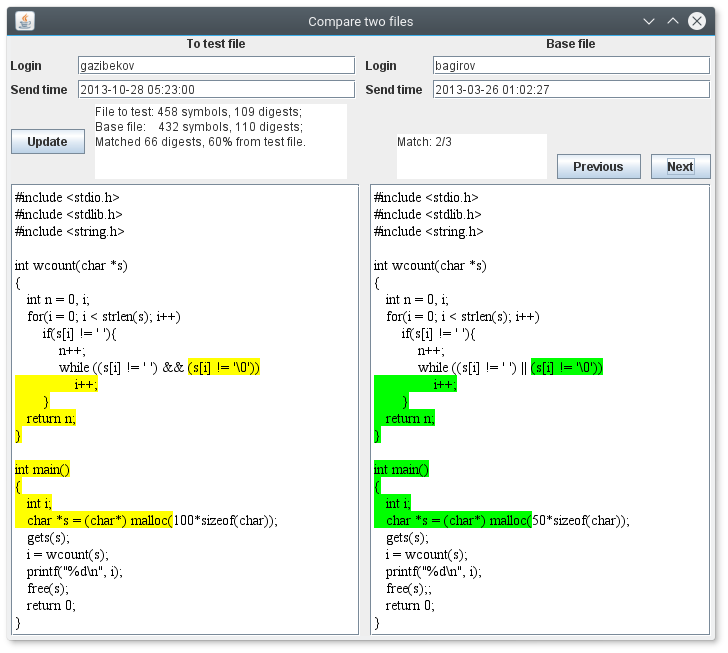 Compare two files
To test file
Base file
Login
gazibekov
Login
bagirov
Send time
2013-10-28 05:23:00
Send time
2013-03-26 01:02:27
Update
File to test: 458 symbols, 109 digests;
Base file: 432 symbols, 110 digests;
Matched 66 digests, 60% from test file.
Match: 2/3
Previous
Next
#include <stdio.h>
#include <stdlib.h>
#include <string.h>
int wcount(char *s)
{
int n = 0, i;
for(i = 0; i < strlen(s); i++)
if(s[i] != ' '){
n++;
while ((s[i] != ' ') && (s[i] != '\0'))
i++;
}
return n;
}
int main()
{
int i;
char *s = (char*) malloc(100*sizeof(char));
gets(s);
i = wcount(s);
printf("%d\n", i);
free(s);
return 0;
}
#include <stdio.h>
#include <stdlib.h>
#include <string.h>
int wcount(char *s)
{
int n = 0, i;
for(i = 0; i < strlen(s); i++)
if(s[i] != ' '){
n++;
while ((s[i] != ' ') || (s[i] != '\0'))
i++;
}
return n;
}
int main()
{
int i;
char *s = (char*) malloc(50*sizeof(char));
gets(s);
i = wcount(s);
printf("%d\n", i);
free(s);;
return 0;
}